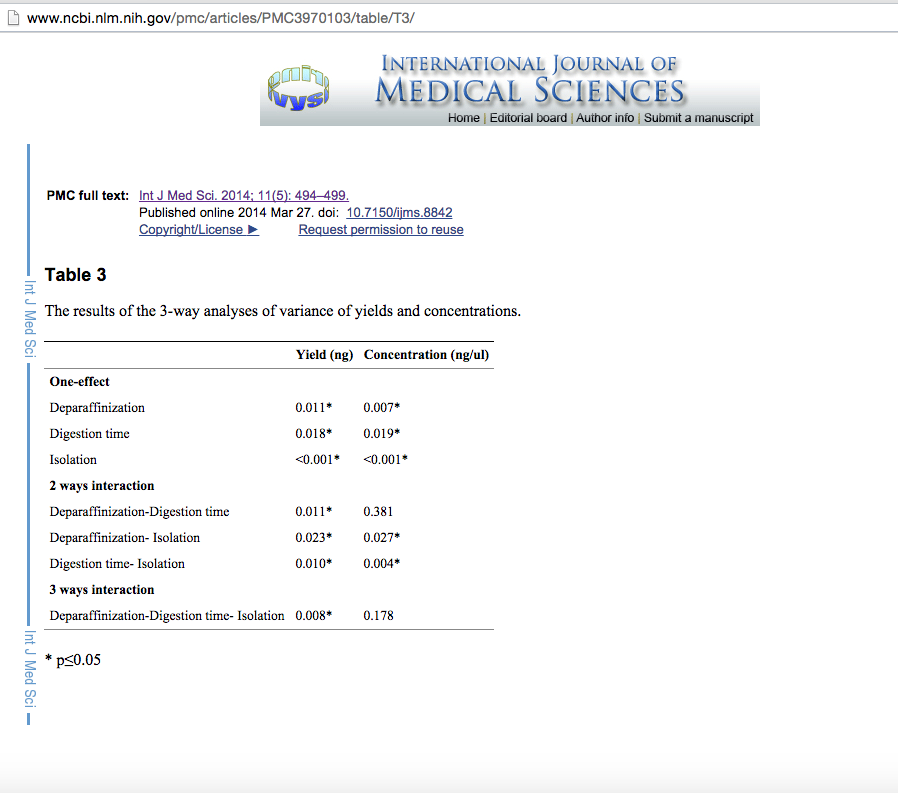 www.ncbi.nlm.nih.gov/pmc/articles/PMC3970103/table/T3/
INTERNATIONAL JOURNAL OF
MEDICAL SCIENCES
Home | Editorial board | Author info | Submit a manuscript
PMC full text: Int J Med Sci. 2014; 11(5): 494–499.
Published online 2014 Mar 27. doi: 10.7150/ijms.8842
Copyright/License ► Request permission to reuse
Table 3
The results of the 3-way analyses of variance of yields and concentrations.
Yield (ng) Concentration (ng/ul)
One-effect
Deparaffinization 0.011* 0.007*
Digestion time 0.018* 0.019*
Isolation <0.001* <0.001*
2 ways interaction
Deparaffinization-Digestion time 0.011* 0.381
Deparaffinization- Isolation 0.023* 0.027*
Digestion time- Isolation 0.010* 0.004*
3 ways interaction
Deparaffinization-Digestion time- Isolation 0.008* 0.178
* p≤0.05
Int J Med Sci
Int J Med Sci